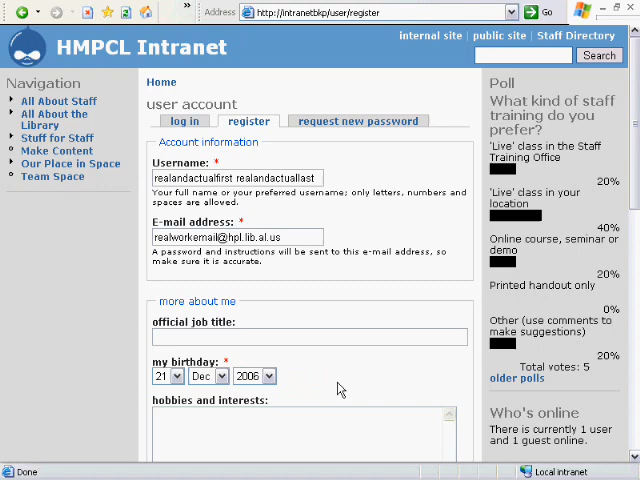 Address http://intranetbkp/user/register Go
internal site | public site | Staff Directory
HMPCL Intranet
Search
Navigation
All About Staff
All About the
Library
Stuff for Staff
Make Content
Our Place in Space
Team Space
Home
user account
log in register request new password
Account information
Username: *
realandactualfirst realandactuallast
Your full name or your preferred username; only letters, numbers and
spaces are allowed.
E-mail address: *
realworkemail@hpl.lib.al.us
A password and instructions will be sent to this e-mail address, so
make sure it is accurate.
more about me
official job title:
my birthday: *
21 Dec 2006
hobbies and interests:
Poll
What kind of staff
training do you
prefer?
'Live' class in the Staff
Training Office
20%
'Live' class in your
location
40%
Online course, seminar or
demo
20%
Printed handout only
0%
Other (use comments to
make suggestions)
20%
Total votes: 5
older polls
Who's online
There is currently 1 user
and 1 guest online.
Done
Local intranet